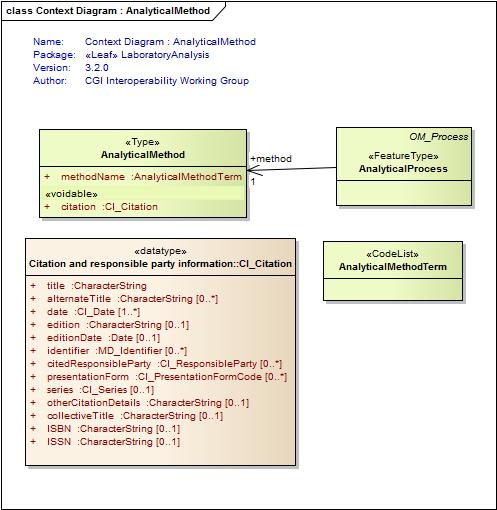 class Context Diagram : AnalyticalMethod
Name: Context Diagram : AnalyticalMethod
Package: «Leaf» LaboratoryAnalysis
Version: 3.2.0
Author: CGI Interoperability Working Group
«Type»
AnalyticalMethod
+ methodName :AnalyticalMethodTerm
«voidable»
+ citation :CI_Citation
+method
1
OM_Process
«FeatureType»
AnalyticalProcess
«datatype»
Citation and responsible party information::CI_Citation
+ title :CharacterString
+ alternateTitle :CharacterString [0..*]
+ date :CI_Date [1..*]
+ edition :CharacterString [0..1]
+ editionDate :Date [0..1]
+ identifier :MD_Identifier [0..*]
+ citedResponsibleParty :CI_ResponsibleParty [0..*]
+ presentationForm :CI_PresentationFormCode [0..*]
+ series :CI_Series [0..1]
+ otherCitationDetails :CharacterString [0..1]
+ collectiveTitle :CharacterString [0..1]
+ ISBN :CharacterString [0..1]
+ ISSN :CharacterString [0..1]
«CodeList»
AnalyticalMethodTerm